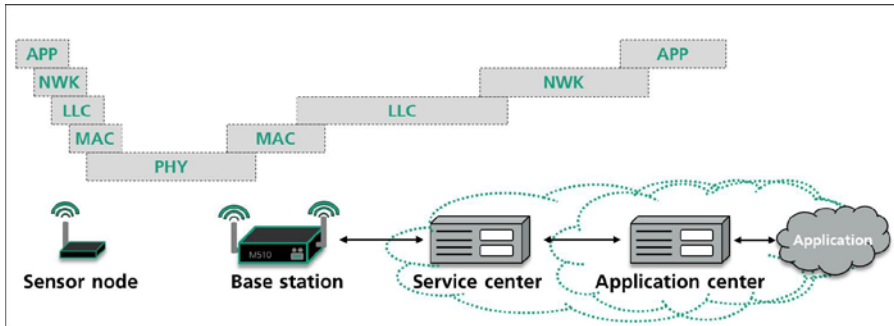 APP APP
NWK NWK
LLC LLC
MAC MAC
PHY
M510
Application
Sensor node Base station Service center Application center